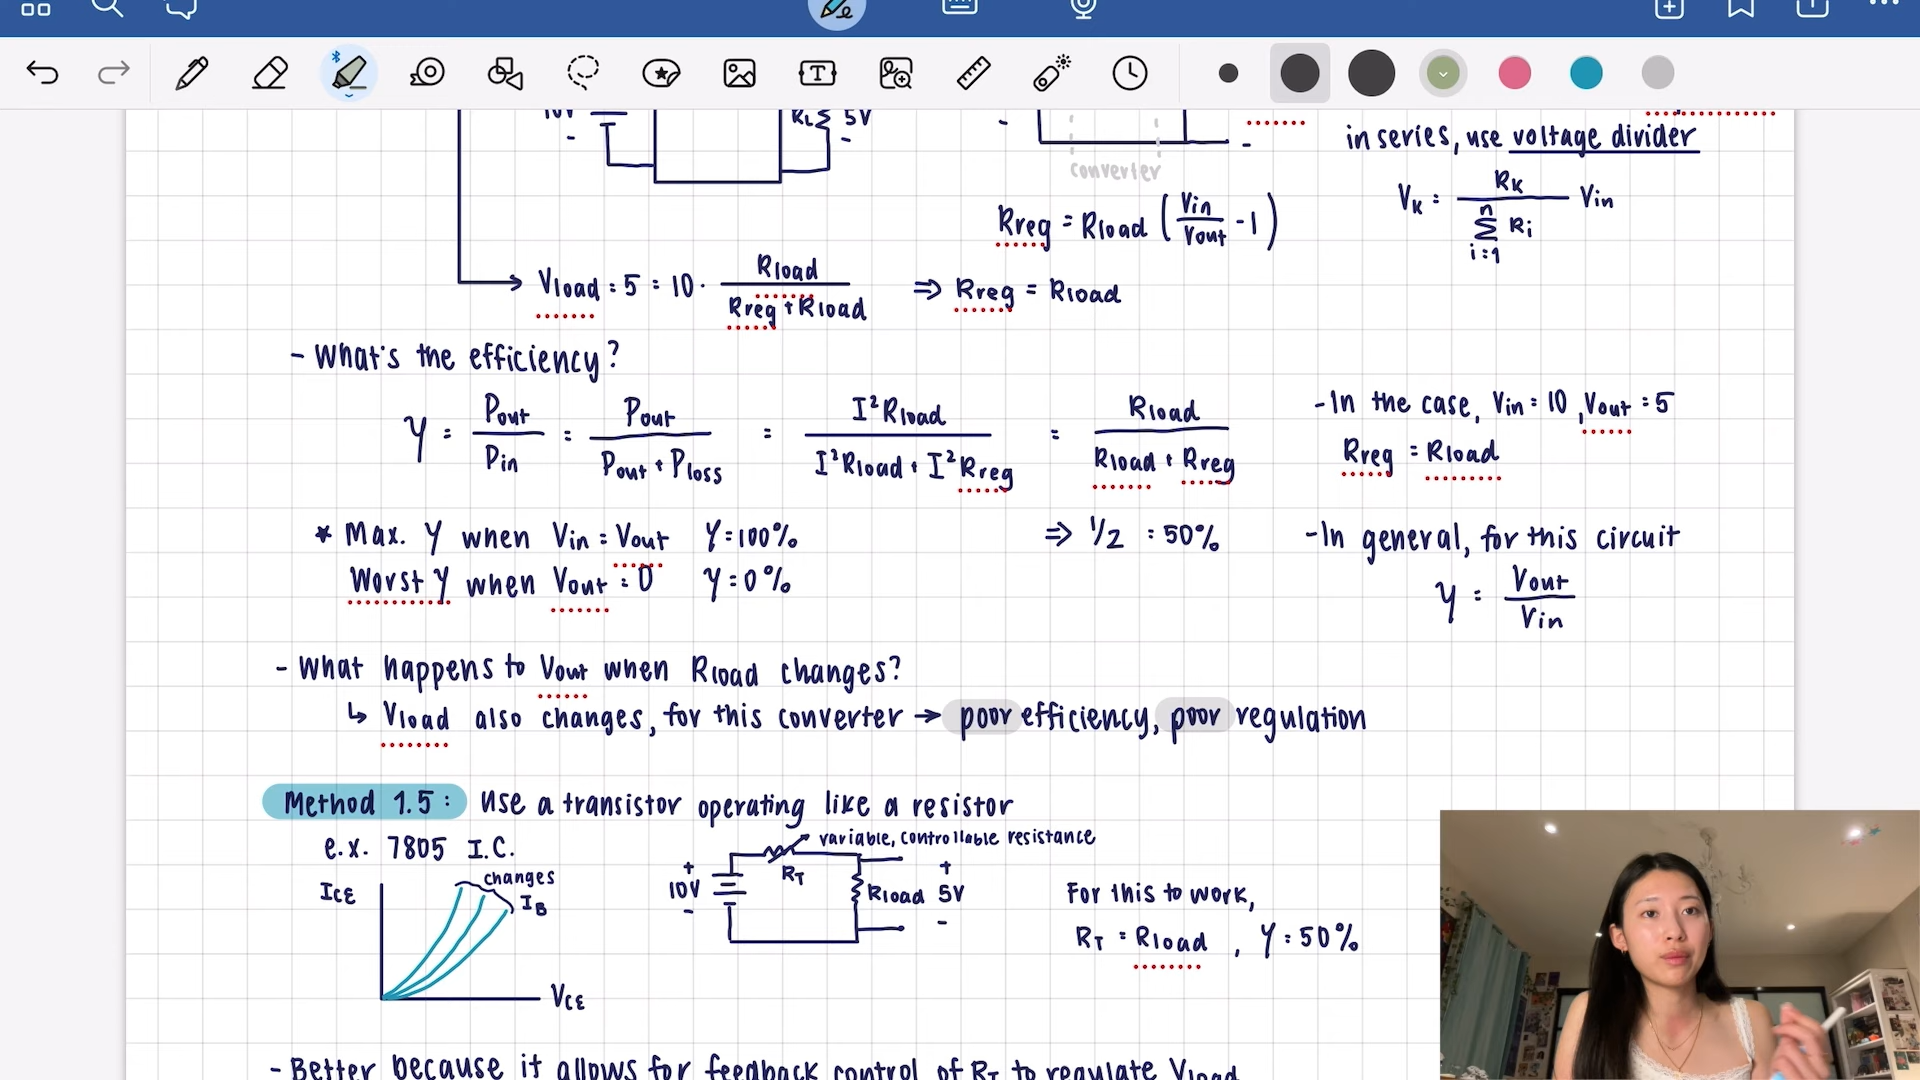 10V
-
RL 5V
-
- -
converter
in series, use voltage divider
VK = RK / n Σ i=1 Ri Vin
Rreg = Rload ( Vin / Vout - 1 )
Vload = 5 = 10 · Rload / Rreg + Rload ⇒ Rreg = Rload
- What's the efficiency?
η = Pout / Pin = Pout / Pout + Ploss = I²Rload / I²Rload + I²Rreg = Rload / Rload + Rreg
- In the case, Vin = 10, Vout = 5
Rreg = Rload
* Max. η when Vin = Vout η = 100%
Worst η when Vout = 0 η = 0%
⇒ 1/2 = 50%
- In general, for this circuit
η = Vout / Vin
- What happens to Vout when Rload changes?
↳ Vload also changes, for this converter → poor efficiency, poor regulation
Method 1.5: Use a transistor operating like a resistor
e.x. 7805 I.C.
ICE
changes
IB
VCE
variable, controllable resistance
+ 10V -
RT
Rload
+ 5V -
For this to work,
RT = Rload, η = 50%
- Better because it allows for feedback control of RT to regulate Vload